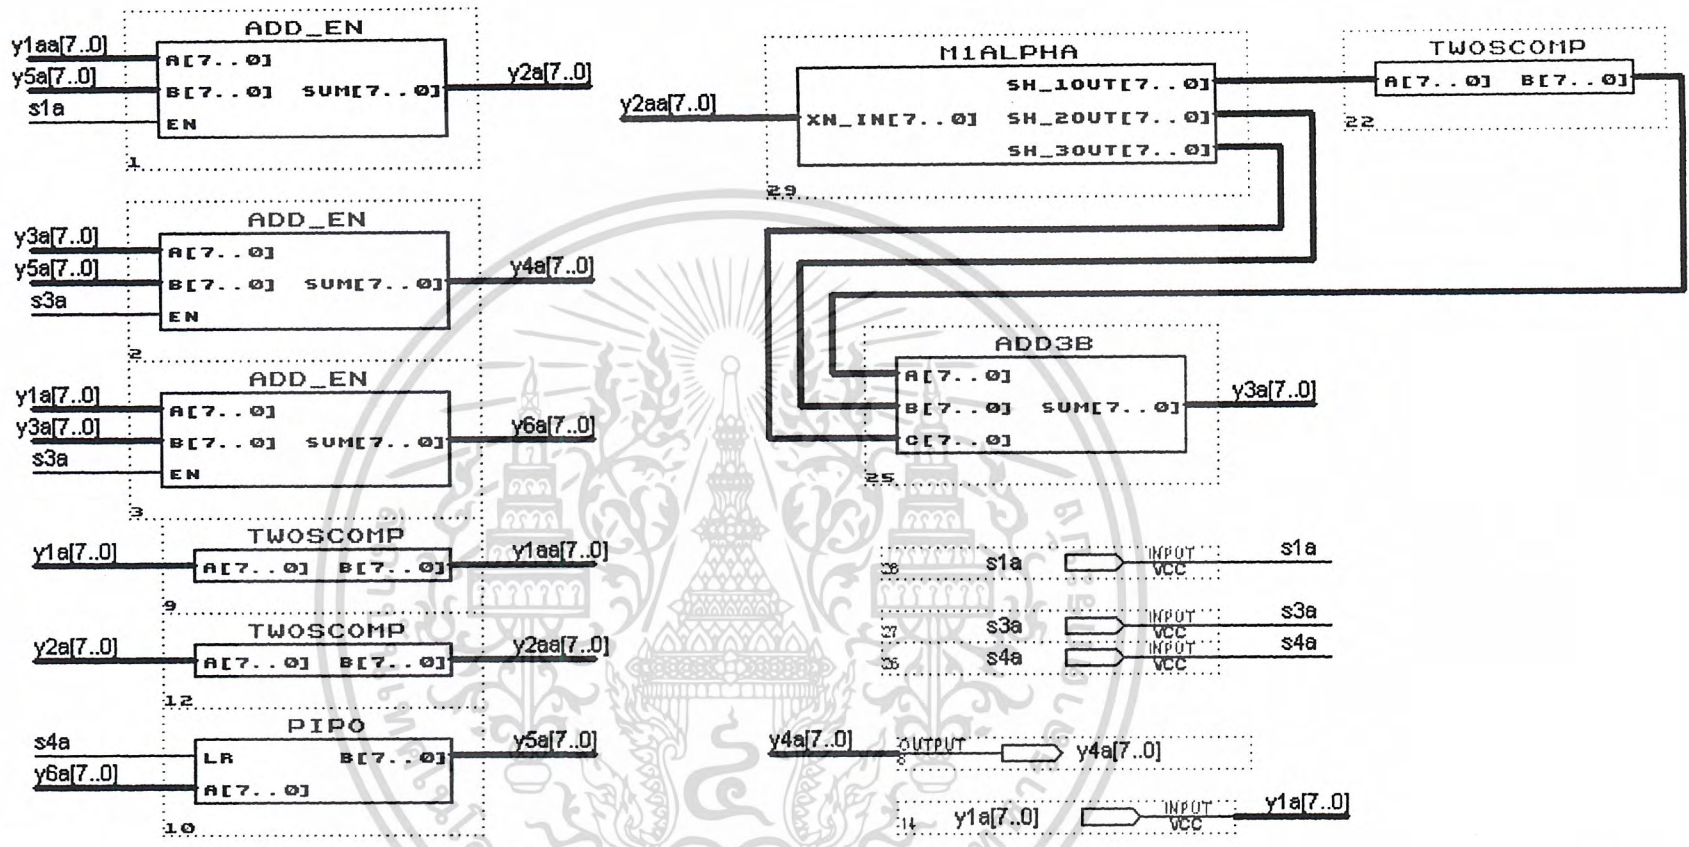 ADD_EN
y1aa[7..0]
A[7..0]
y5a[7..0]
B[7..0] SUM[7..0]
y2a[7..0]
s1a
EN
1
ADD_EN
y3a[7..0]
A[7..0]
y5a[7..0]
B[7..0] SUM[7..0]
y4a[7..0]
s3a
EN
2
ADD_EN
y1a[7..0]
A[7..0]
y3a[7..0]
B[7..0] SUM[7..0]
y6a[7..0]
s3a
EN
3
TWOSCOMP
y1a[7..0]
A[7..0] B[7..0]
y1aa[7..0]
9
TWOSCOMP
y2a[7..0]
A[7..0] B[7..0]
y2aa[7..0]
12
PIPO
s4a
LR B[7..0]
y5a[7..0]
y6a[7..0]
A[7..0]
10
M1ALPHA
y2aa[7..0]
SH_1OUT[7..0]
XN_IN[7..0] SH_2OUT[7..0]
SH_3OUT[7..0]
29
TWOSCOMP
A[7..0] B[7..0]
22
ADD3B
A[7..0]
B[7..0] SUM[7..0]
y3a[7..0]
C[7..0]
25
28 s1a INPUT VCC s1a
27 s3a INPUT VCC s3a
26 s4a INPUT VCC s4a
y4a[7..0] OUTPUT 8 y4a[7..0]
14 y1a[7..0] INPUT VCC y1a[7..0]